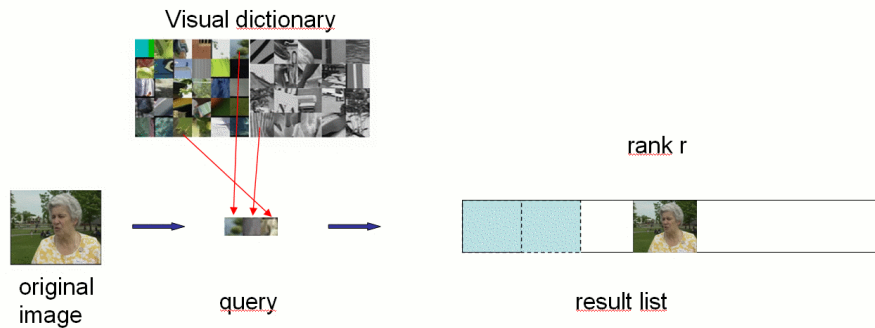 Visual dictionary
rank r
original
image
query
result list